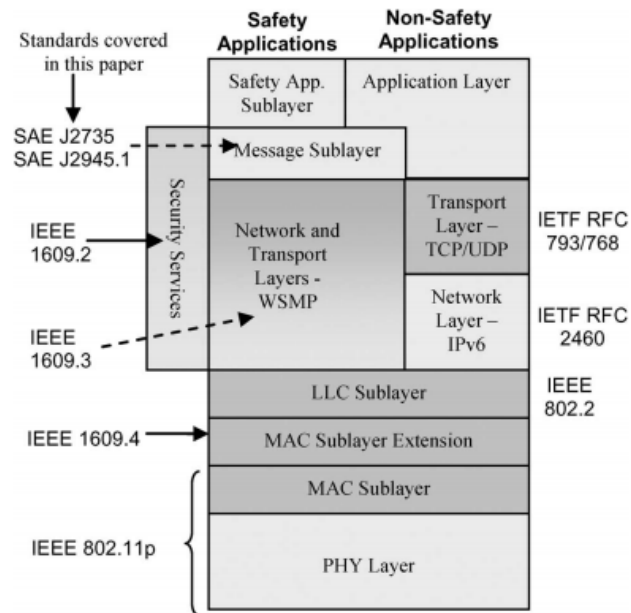 Standards covered
in this paper
Safety
Applications
Non-Safety
Applications
Safety App.
Sublayer
Application Layer
SAE J2735
SAE J2945.1
Message Sublayer
Security Services
IEEE
1609.2
Network and
Transport
Layers -
WSMP
Transport
Layer –
TCP/UDP
IETF RFC
793/768
IEEE
1609.3
Network
Layer –
IPv6
IETF RFC
2460
LLC Sublayer
IEEE
802.2
IEEE 1609.4
MAC Sublayer Extension
MAC Sublayer
IEEE 802.11p
PHY Layer